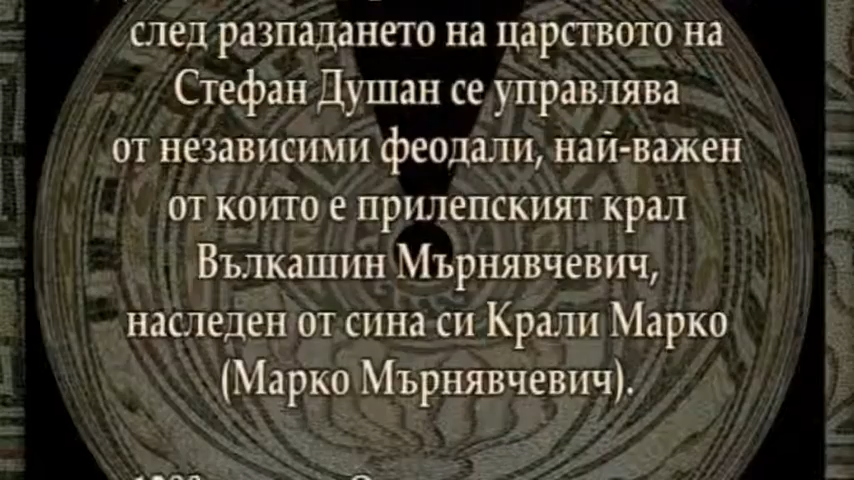 след разпадането на царството на
Стефан Душан се управлява
от независими феодали, най-важен
от които е прилепският крал
Вълкашин Мърнявчевич,
наследен от сина си Крали Марко
(Марко Мърнявчевич).